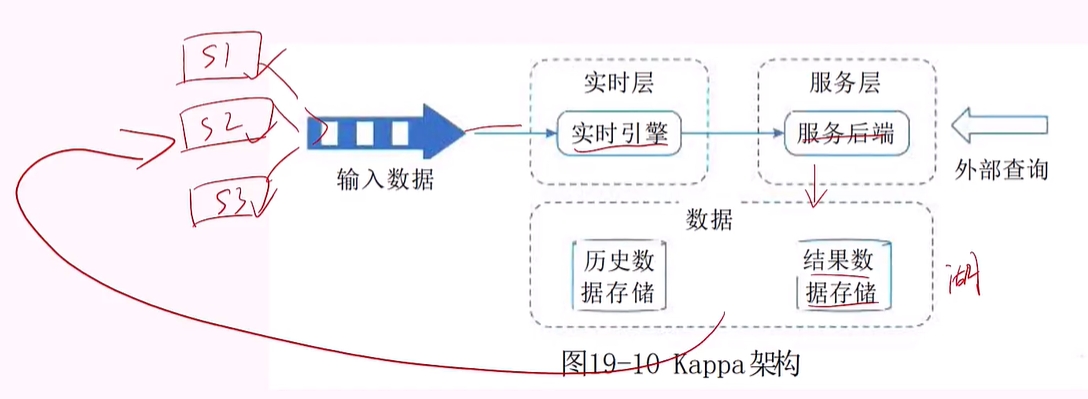 S1
S2
S3
输入数据
实时层
实时引擎
服务层
服务后端
外部查询
数据
历史数
据存储
结果数
据存储
湖
图19-10 Kappa架构